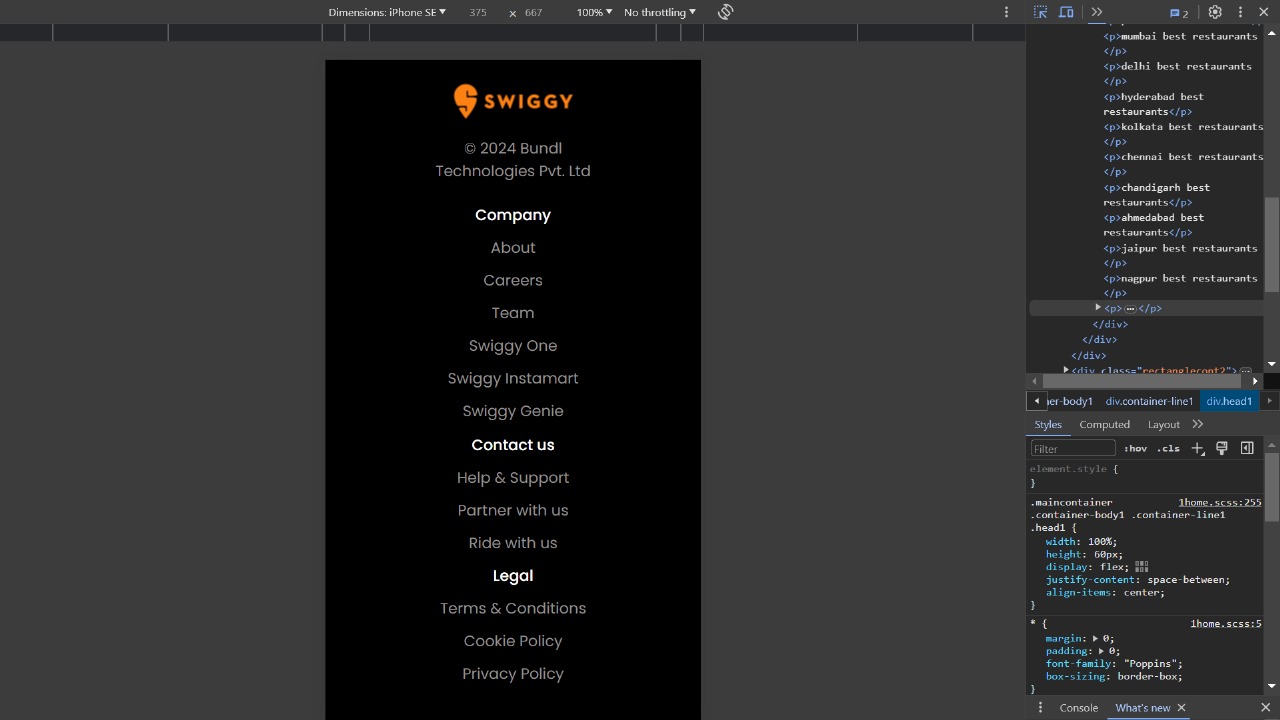 Dimensions: iPhone SE 375 × 667 100% No throttling
2
SWIGGY
© 2024 Bundl
Technologies Pvt. Ltd
Company
About
Careers
Team
Swiggy One
Swiggy Instamart
Swiggy Genie
Contact us
Help & Support
Partner with us
Ride with us
Legal
Terms & Conditions
Cookie Policy
Privacy Policy
<p>mumbai best restaurants
</p>
<p>delhi best restaurants
</p>
<p>hyderabad best
restaurants</p>
<p>kolkata best restaurants
</p>
<p>chennai best restaurants
</p>
<p>chandigarh best
restaurants</p>
<p>ahmedabad best
restaurants</p>
<p>jaipur best restaurants
</p>
<p>nagpur best restaurants
</p>
<p>…</p>
</div>
</div>
</div>
<div class="rectanglecont2">…
er-body1 div.container-line1 div.head1
Styles Computed Layout
Filter :hov .cls
element.style {
}
.maincontainer 1home.scss:255
.container-body1 .container-line1
.head1 {
width: 100%;
height: 60px;
display: flex;
justify-content: space-between;
align-items: center;
}
* { 1home.scss:5
margin: 0;
padding: 0;
font-family: "Poppins";
box-sizing: border-box;
}
Console What's new